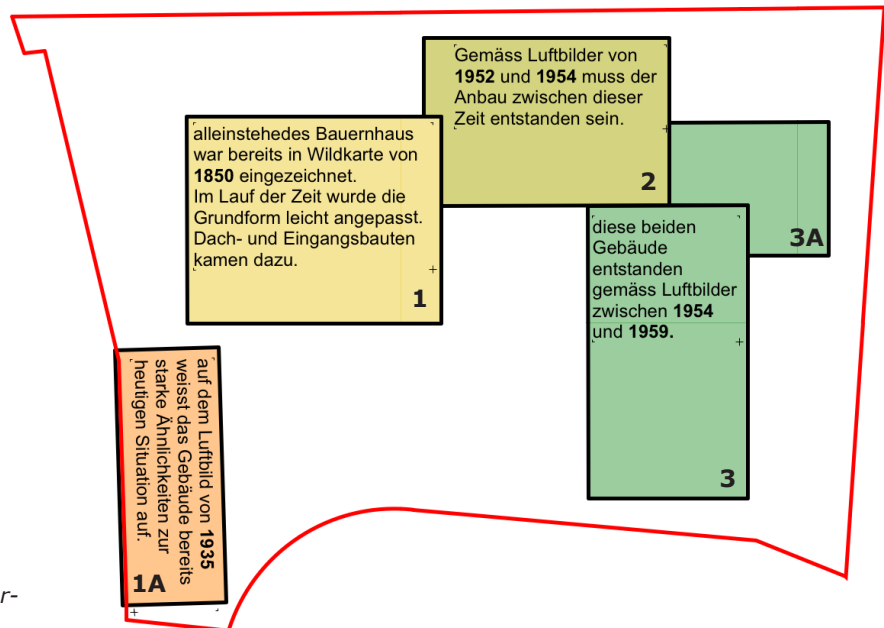 Gemäss Luftbilder von
1952 und 1954 muss der
Anbau zwischen dieser
Zeit entstanden sein.
2
alleinstehedes Bauernhaus
war bereits in Wildkarte von
1850 eingezeichnet.
Im Lauf der Zeit wurde die
Grundform leicht angepasst.
Dach- und Eingangsbauten
kamen dazu.
1
3A
diese beiden
Gebäude
entstanden
gemäss Luftbilder
zwischen 1954
und 1959.
3
auf dem Luftbild von 1935
weisst das Gebäude bereits
starke Ähnlichkeiten zur
heutigen Situation auf.
1A
r-